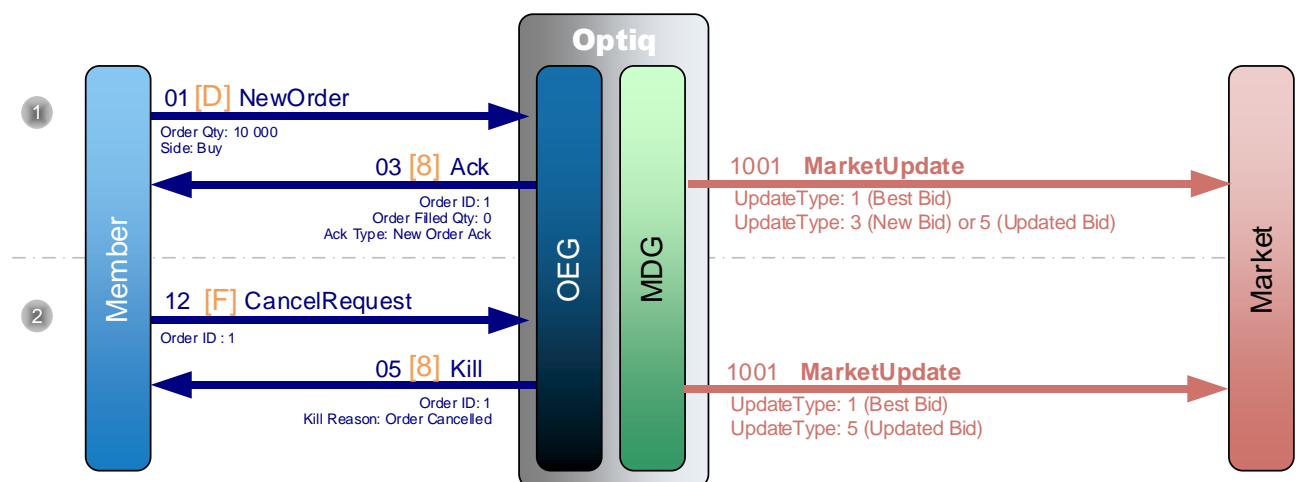 Optiq
1
01 [D] NewOrder
Order Qty: 10 000
Side: Buy
03 [8] Ack
Order ID: 1
Order Filled Qty: 0
Ack Type: New Order Ack
1001 MarketUpdate
UpdateType: 1 (Best Bid)
UpdateType: 3 (New Bid) or 5 (Updated Bid)
Member
OEG
MDG
Market
2
12 [F] CancelRequest
Order ID : 1
05 [8] Kill
Order ID: 1
Kill Reason: Order Cancelled
1001 MarketUpdate
UpdateType: 1 (Best Bid)
UpdateType: 5 (Updated Bid)